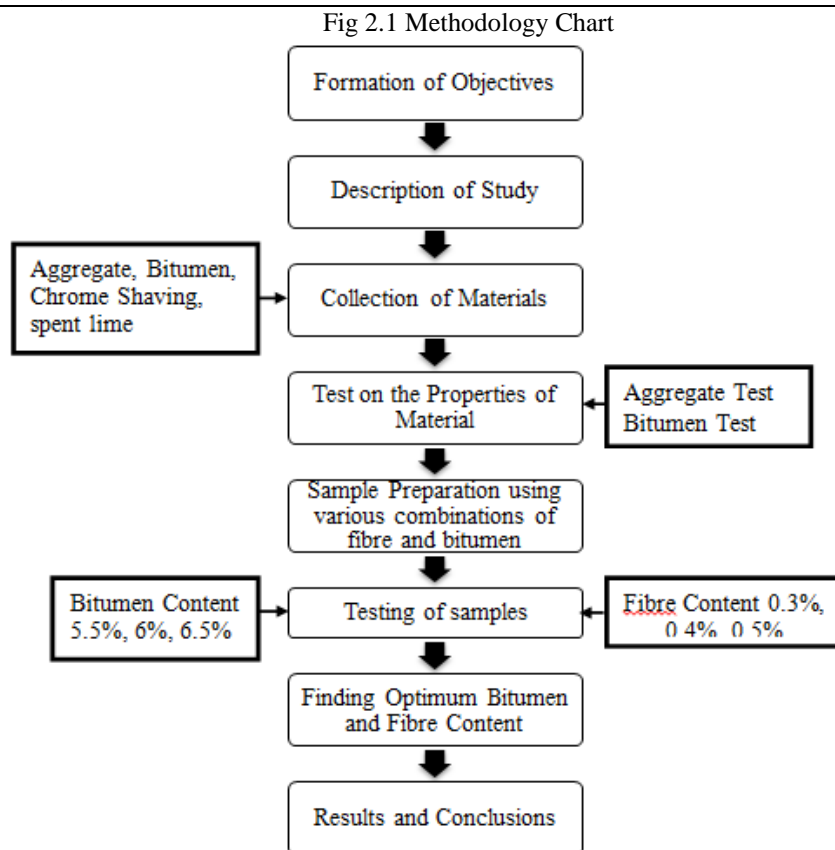 Fig 2.1 Methodology Chart
Formation of Objectives
Description of Study
Aggregate, Bitumen,
Chrome Shaving,
spent lime
Collection of Materials
Test on the Properties of
Material
Aggregate Test
Bitumen Test
Sample Preparation using
various combinations of
fibre and bitumen
Bitumen Content
5.5%, 6%, 6.5%
Testing of samples
Fibre Content 0.3%,
0.4%, 0.5%
Finding Optimum Bitumen
and Fibre Content
Results and Conclusions